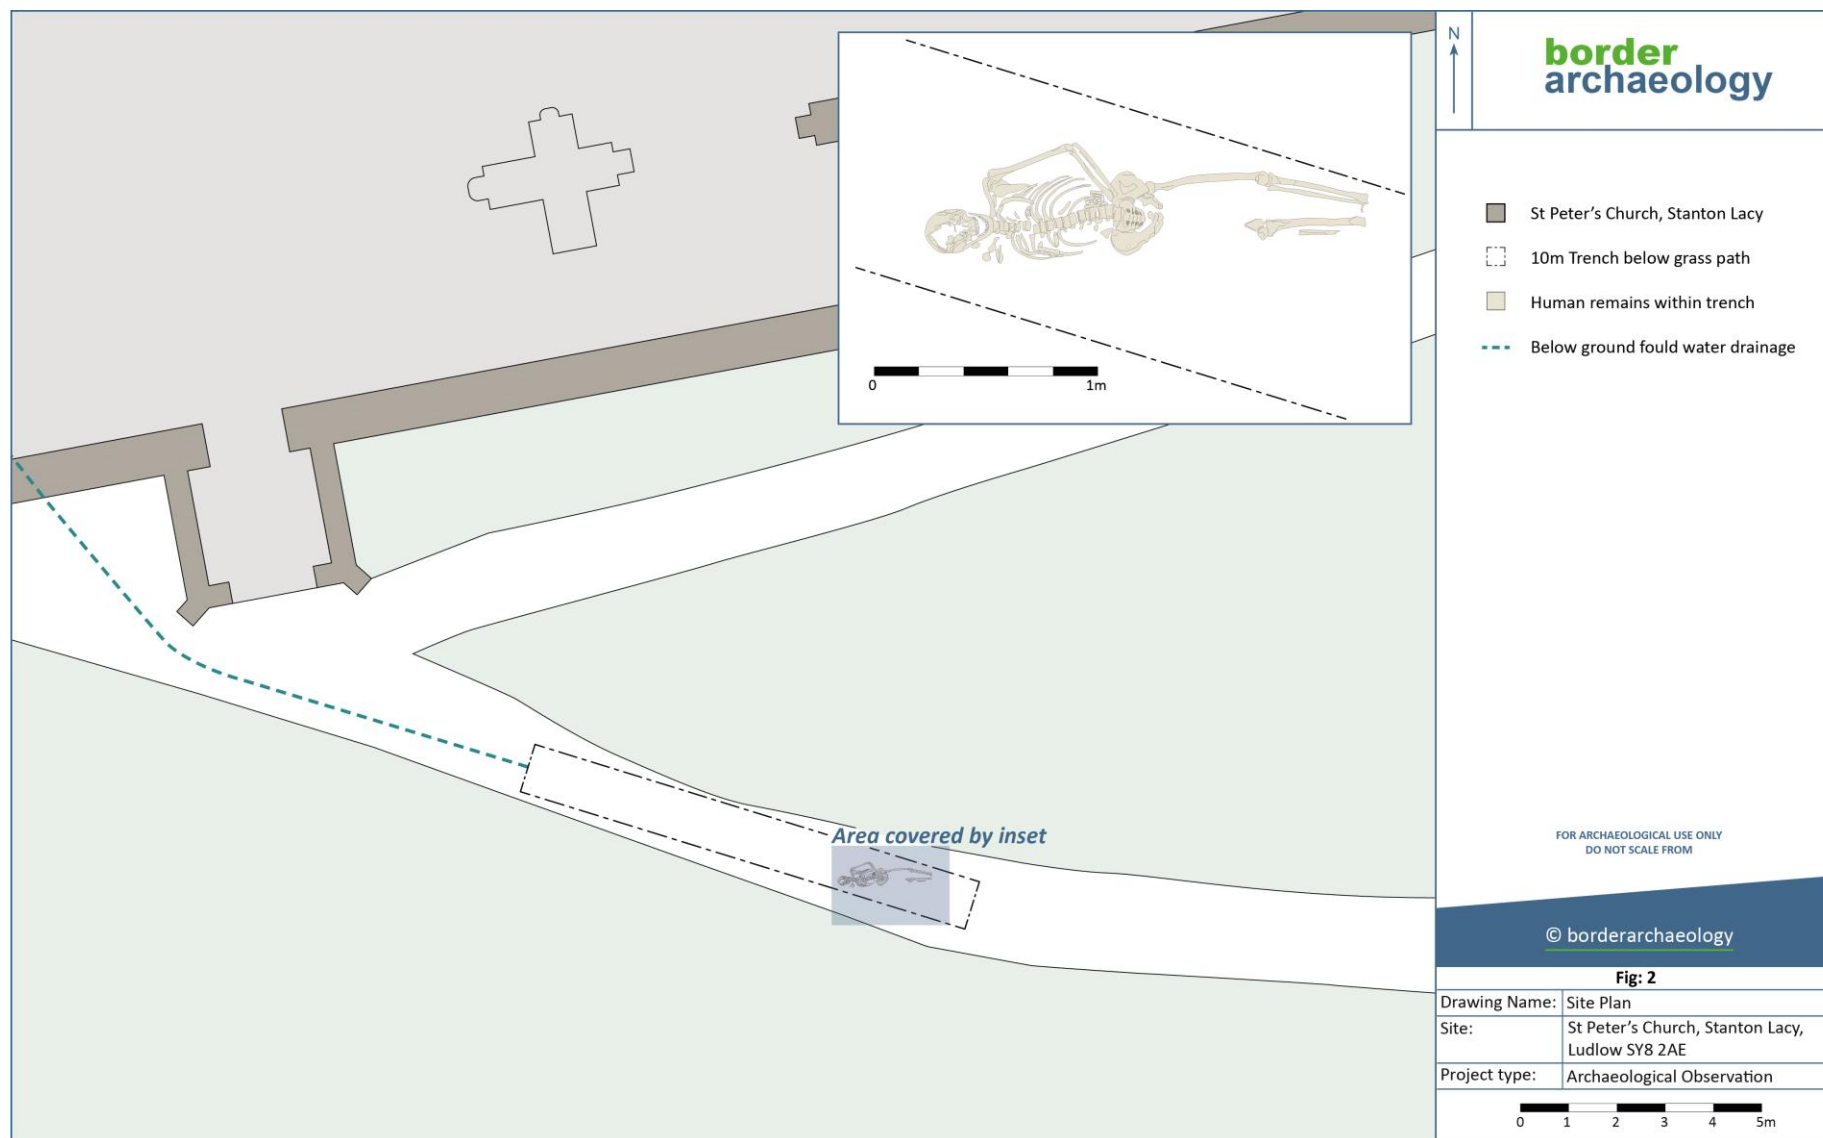 N
border
archaeology
St Peter's Church, Stanton Lacy
10m Trench below grass path
Human remains within trench
Below ground fould water drainage
0 1m
Area covered by inset
FOR ARCHAEOLOGICAL USE ONLY
DO NOT SCALE FROM
© borderarchaeology
Fig: 2
Drawing Name: Site Plan
Site: St Peter's Church, Stanton Lacy,
Ludlow SY8 2AE
Project type: Archaeological Observation
0 1 2 3 4 5m